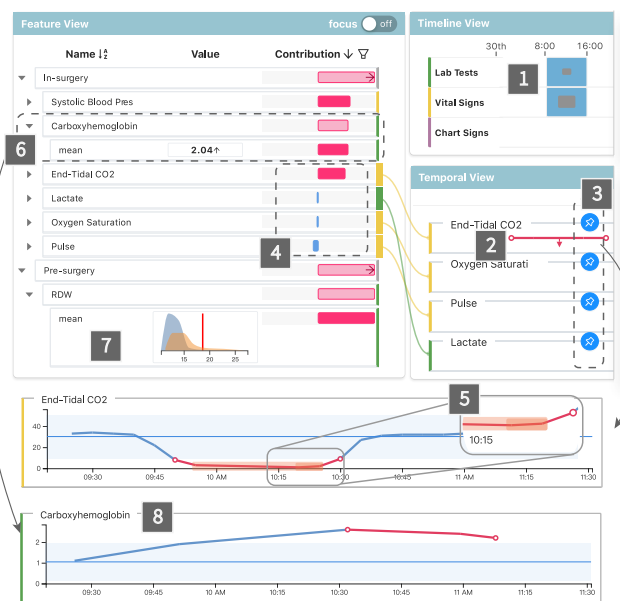 Feature View
focus off
Name Value Contribution
In-surgery
Systolic Blood Pres
Carboxyhemoglobin
mean 2.04↑
End-Tidal CO2
Lactate
Oxygen Saturation
Pulse
Pre-surgery
RDW
mean
15 20 25
6
4
7
Timeline View
30th 8:00 16:00
Lab Tests
Vital Signs
Chart Signs
1
Temporal View
3
End-Tidal CO2
2
Oxygen Saturati
Pulse
Lactate
End-Tidal CO2
5
40
20
0
10:15
09:30 09:45 10 AM 10:15 10:30 10:45 11 AM 11:15 11:30
Carboxyhemoglobin
8
2
1
0
09:30 09:45 10 AM 10:15 10:30 10:45 11 AM 11:15 11:30